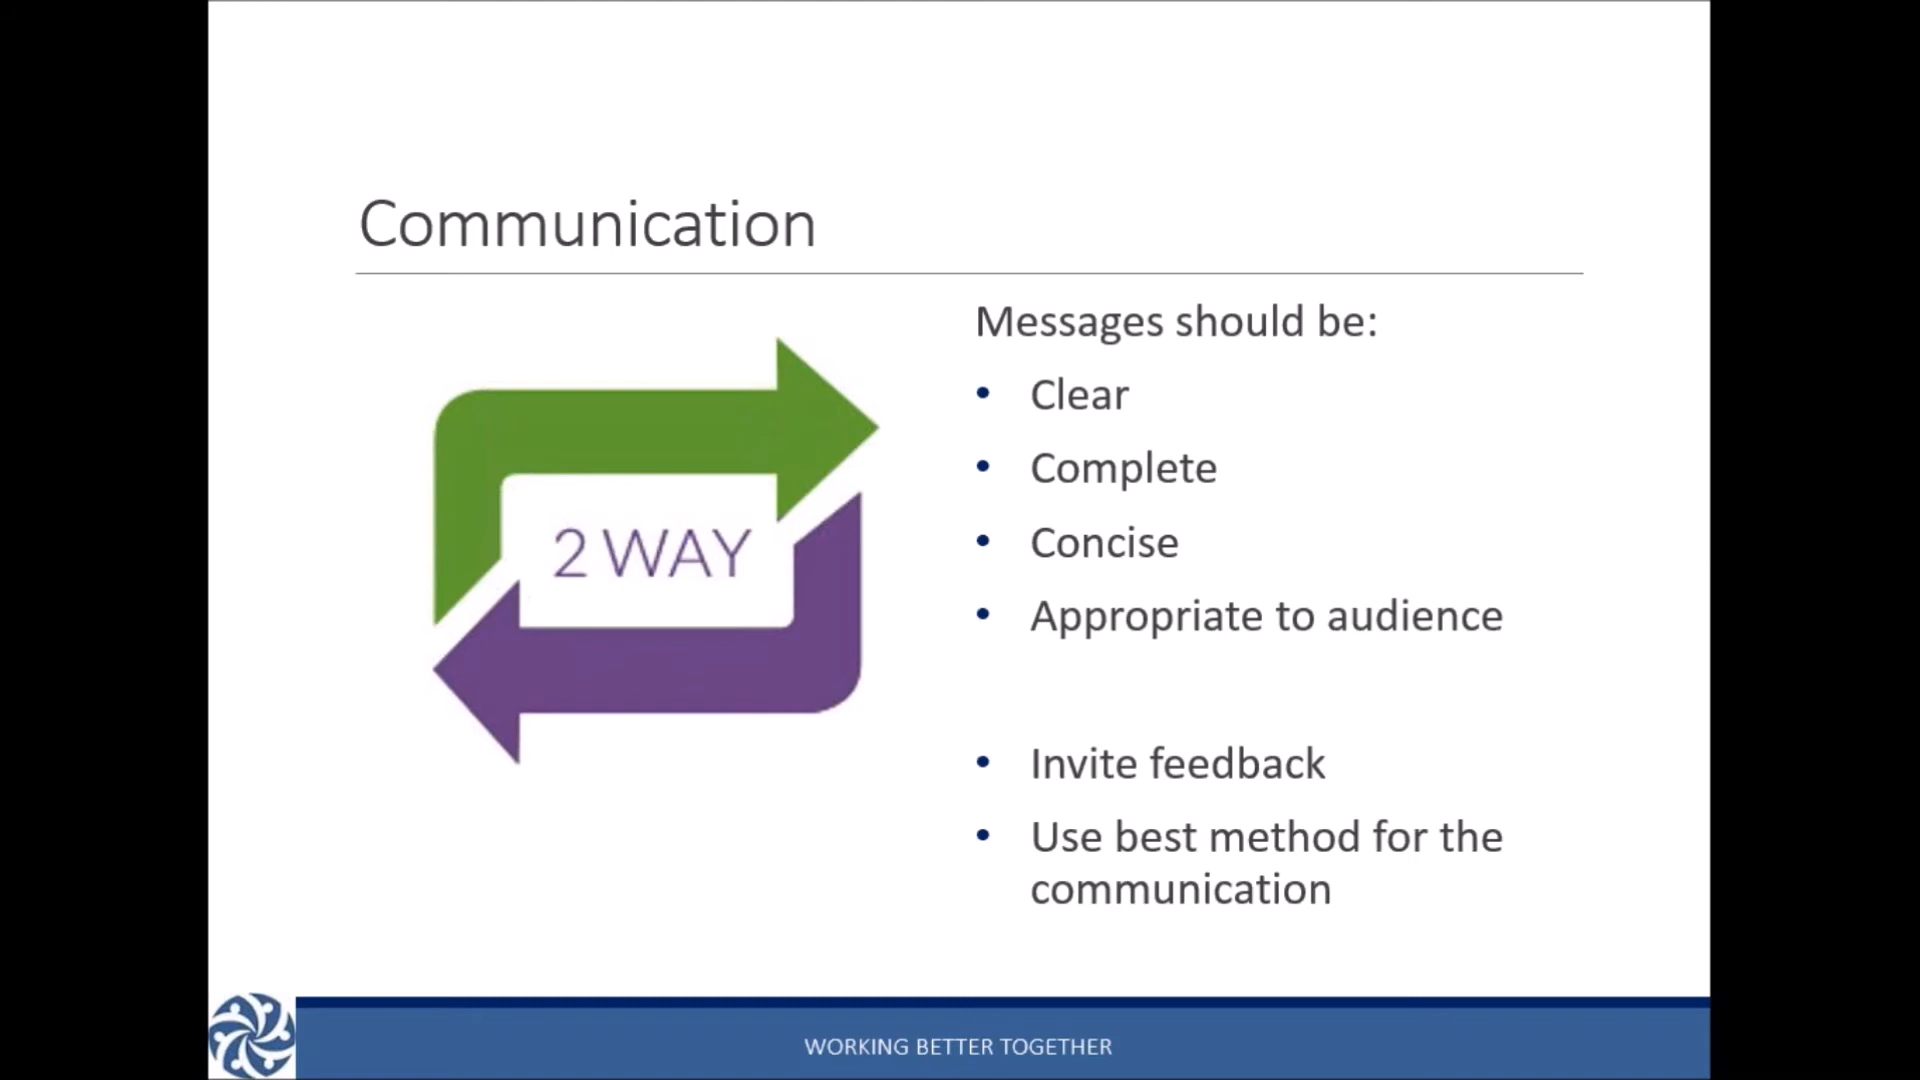 Communication
2 WAY
Messages should be:
• Clear
• Complete
• Concise
• Appropriate to audience
• Invite feedback
• Use best method for the
communication
WORKING BETTER TOGETHER